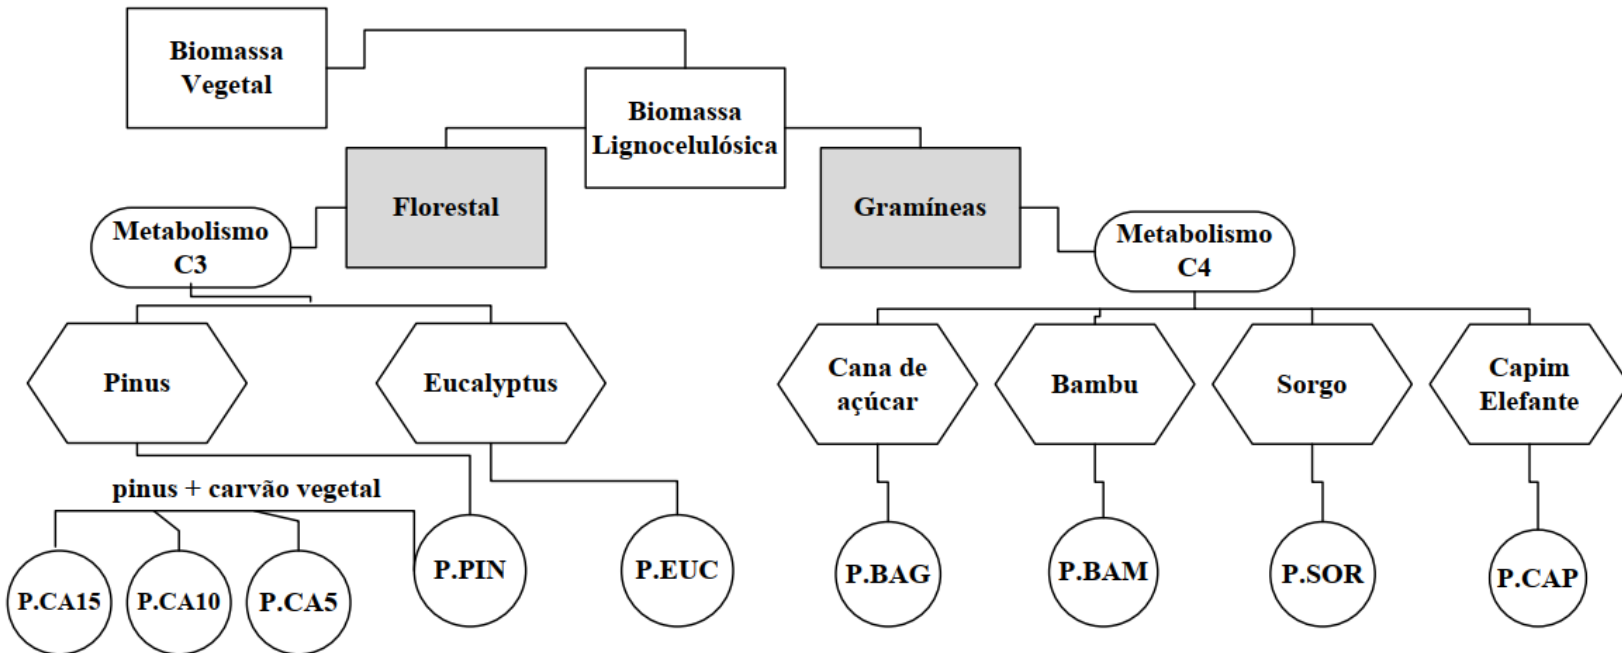 Biomassa
Vegetal
Biomassa
Lignocelulósica
Florestal
Gramíneas
Metabolismo
C3
Metabolismo
C4
Pinus
Eucalyptus
Cana de
açúcar
Bambu
Sorgo
Capim
Elefante
pinus + carvão vegetal
P.CA15
P.CA10
P.CA5
P.PIN
P.EUC
P.BAG
P.BAM
P.SOR
P.CAP